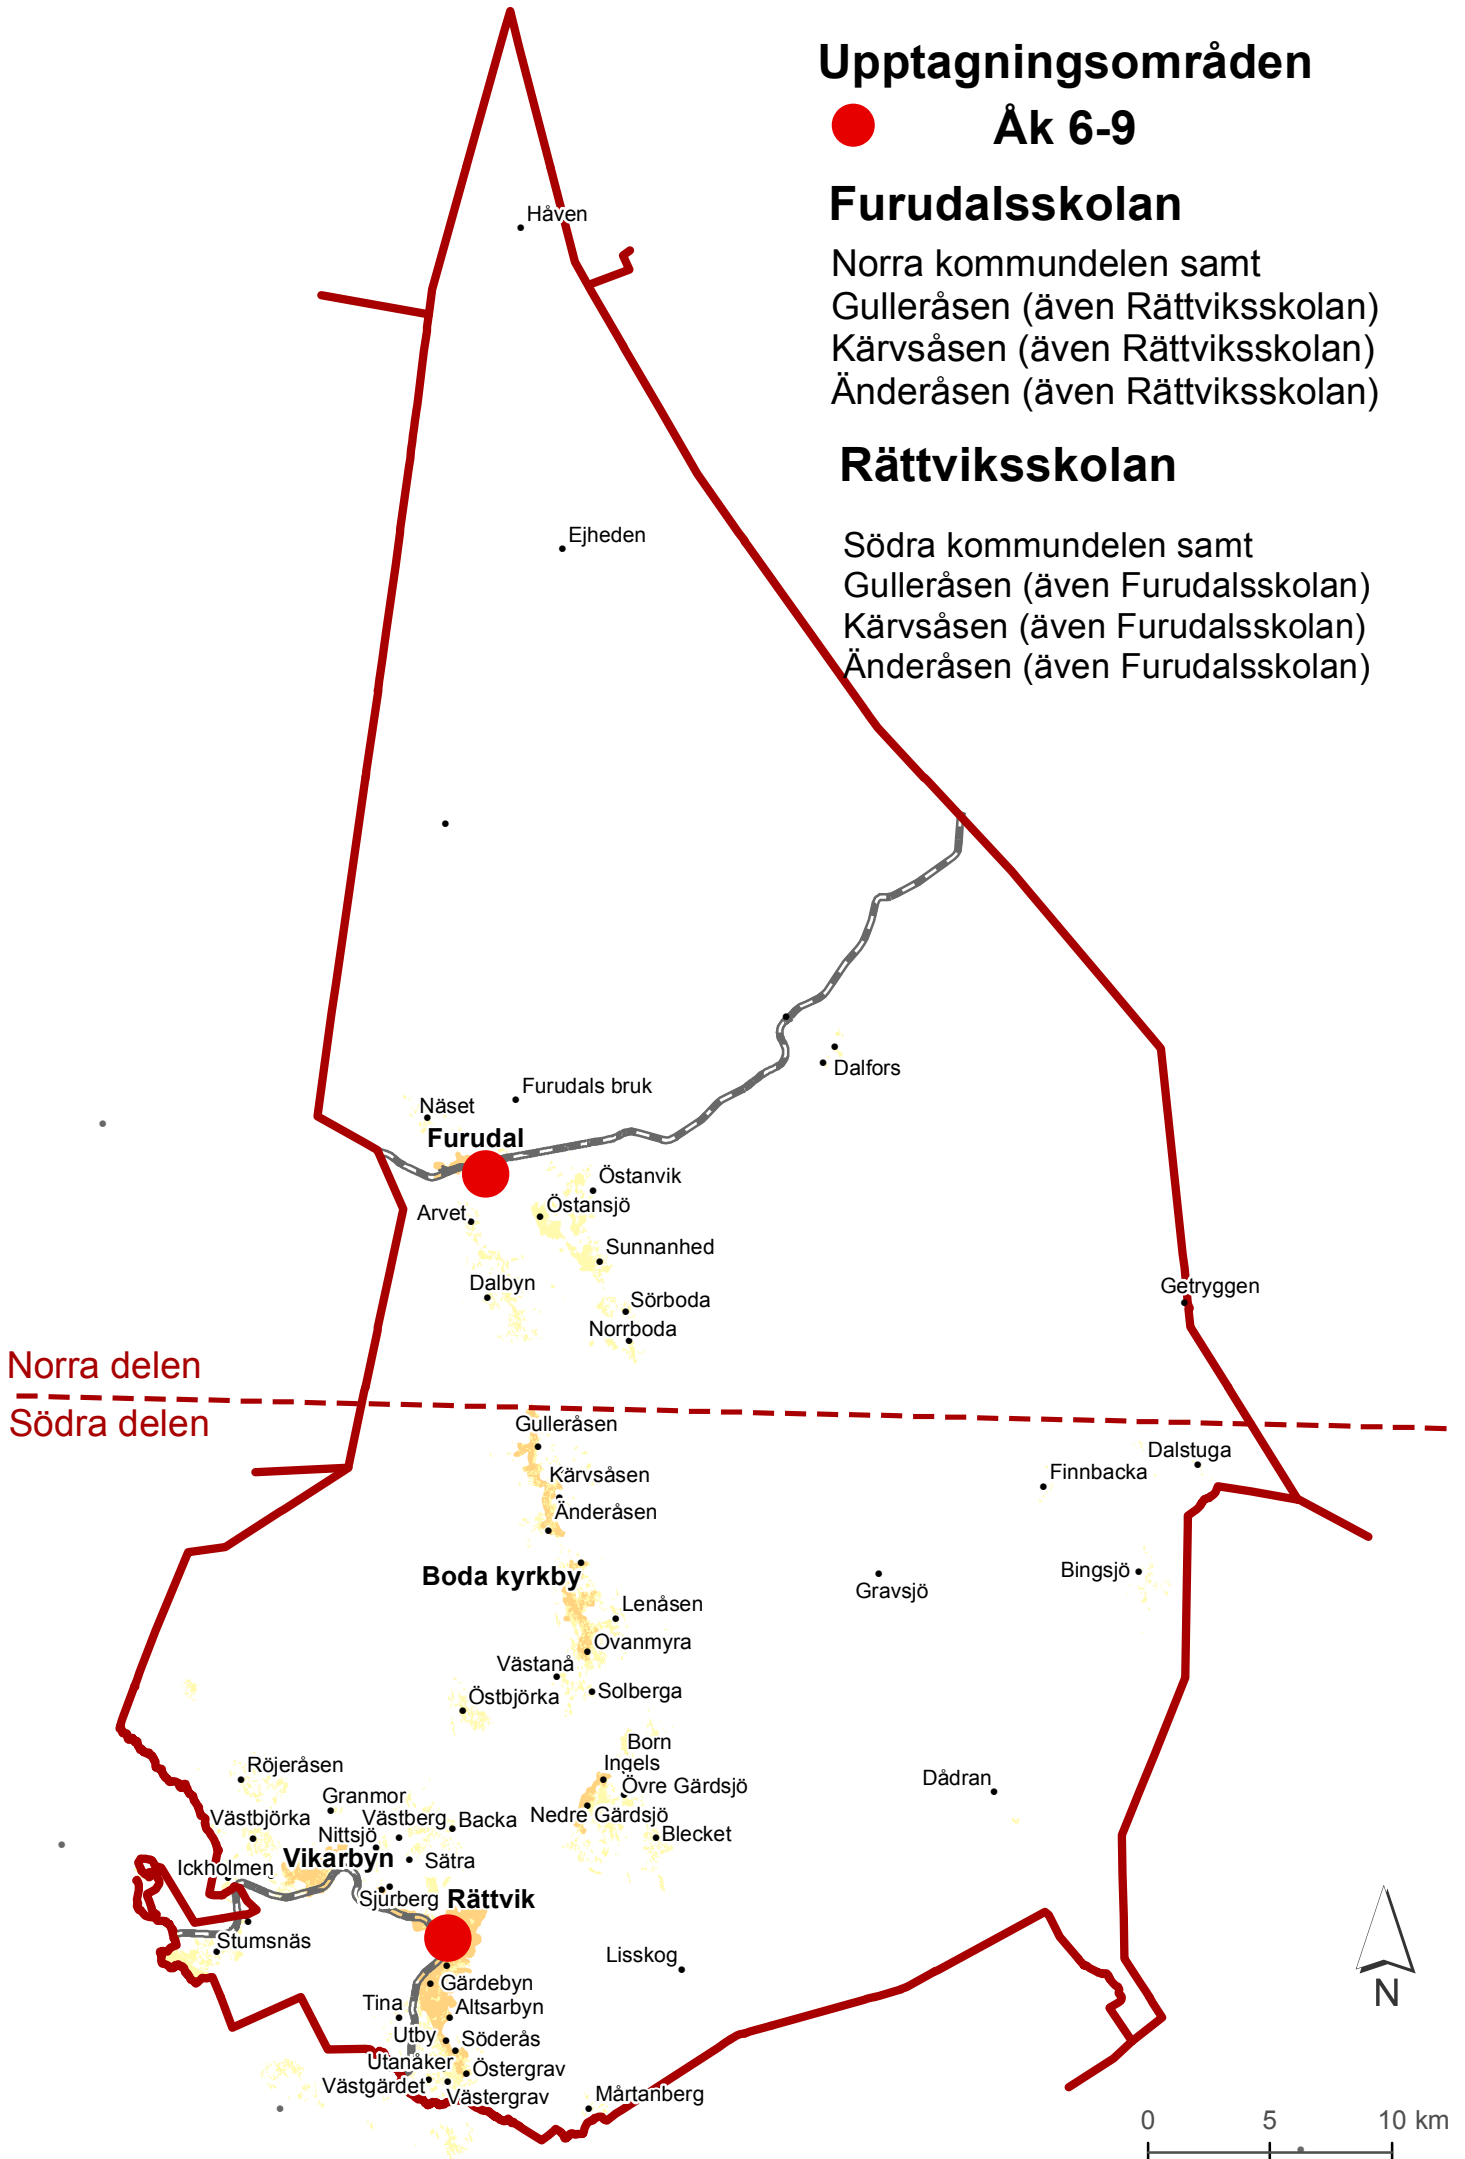 Upptagningsområden
Åk 6-9
Furudalsskolan
Norra kommundelen samt
Gulleråsen (även Rättviksskolan)
Kärvsåsen (även Rättviksskolan)
Änderåsen (även Rättviksskolan)
Rättviksskolan
Södra kommundelen samt
Gulleråsen (även Furudalsskolan)
Kärvsåsen (även Furudalsskolan)
Änderåsen (även Furudalsskolan)
Håven
Ejheden
Dalfors
Furudals bruk
Näset
Furudal
Östanvik
Östansjö
Arvet
Sunnanhed
Dalbyn
Sörboda
Norrboda
Getryggen
Norra delen
Södra delen
Gulleråsen
Dalstuga
Finnbacka
Kärvsåsen
Änderåsen
Boda kyrkby
Bingsjö
Gravsjö
Lenåsen
Ovanmyra
Västanå
Solberga
Östbjörka
Born
Ingels
Röjeråsen
Övre Gärdsjö
Dådran
Granmor
Västbjörka
Västberg
Backa
Nedre Gärdsjö
Nittsjö
Blecket
Vikarbyn
Sätra
Ickholmen
Sjurberg
Rättvik
Stumsnäs
Lisskog
Gärdebyn
Tina
Altsarbyn
Utby
Söderås
Utanåker
Östergrav
Västgärdet
Västergrav
Mårtanberg
N
0 5 10 km